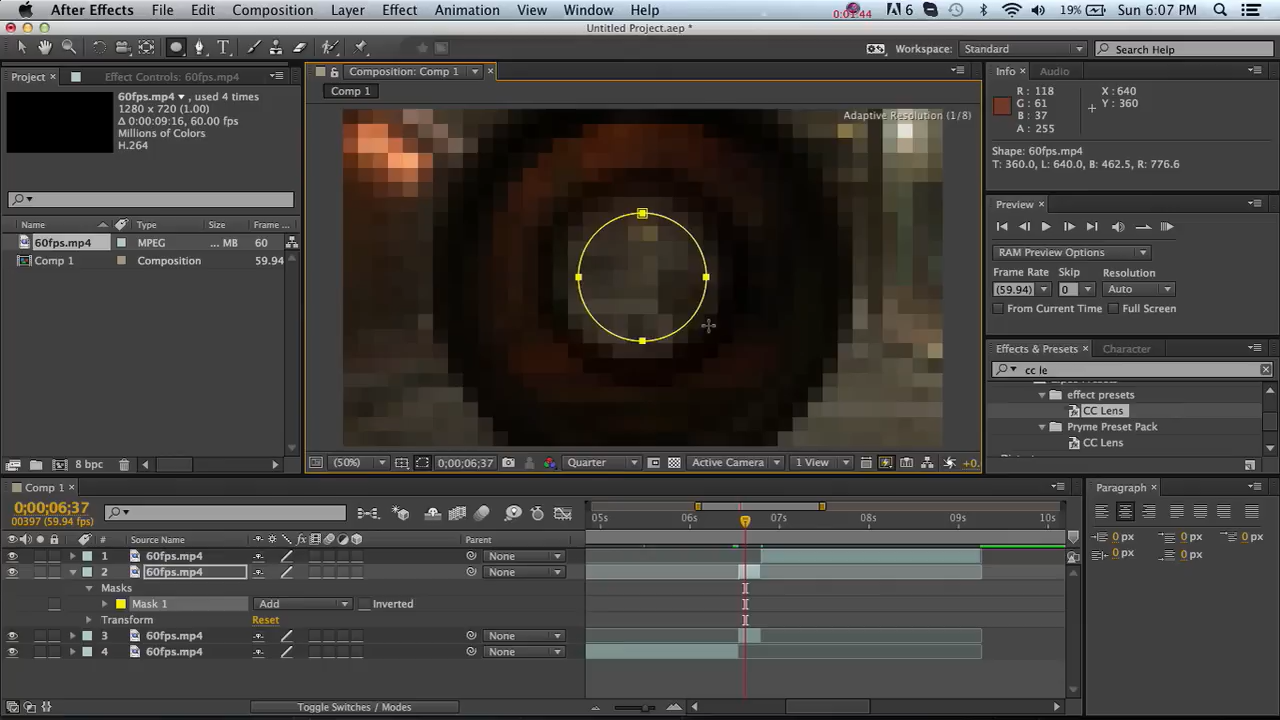 After Effects File Edit Composition Layer Effect Animation View Window Help 0:01:44 6 19% Sun 6:07 PM
Untitled Project.aep *
Workspace: Standard Search Help
Project Effect Controls: 60fps.mp4
60fps.mp4 , used 4 times
1280 x 720 (1.00)
Δ 0:00:09:16, 60.00 fps
Millions of Colors
H.264
Name Type Size Frame ...
60fps.mp4 MPEG ... MB 60
Comp 1 Composition 59.94
8 bpc
Composition: Comp 1
Comp 1
Adaptive Resolution (1/8)
(50%) 0;00;06;37 Quarter Active Camera 1 View +0.
Info Audio
R : 118 X : 640
G : 61 Y : 360
B : 37
A : 255
Shape: 60fps.mp4
T: 360.0, L: 640.0, B: 462.5, R: 776.6
Preview
RAM Preview Options
Frame Rate Skip Resolution
(59.94) 0 Auto
From Current Time Full Screen
Effects & Presets Character
cc le
effect presets
CC Lens
Pryme Preset Pack
CC Lens
Comp 1
0;00;06;37
00397 (59.94 fps)
05s 06s 07s 08s 09s 10s
# Source Name Parent
1 60fps.mp4 None
2 60fps.mp4 None
Masks
Mask 1 Add Inverted
Transform Reset
3 60fps.mp4 None
4 60fps.mp4 None
Toggle Switches / Modes
Paragraph
0 px 0 px 0 px
0 px 0 px